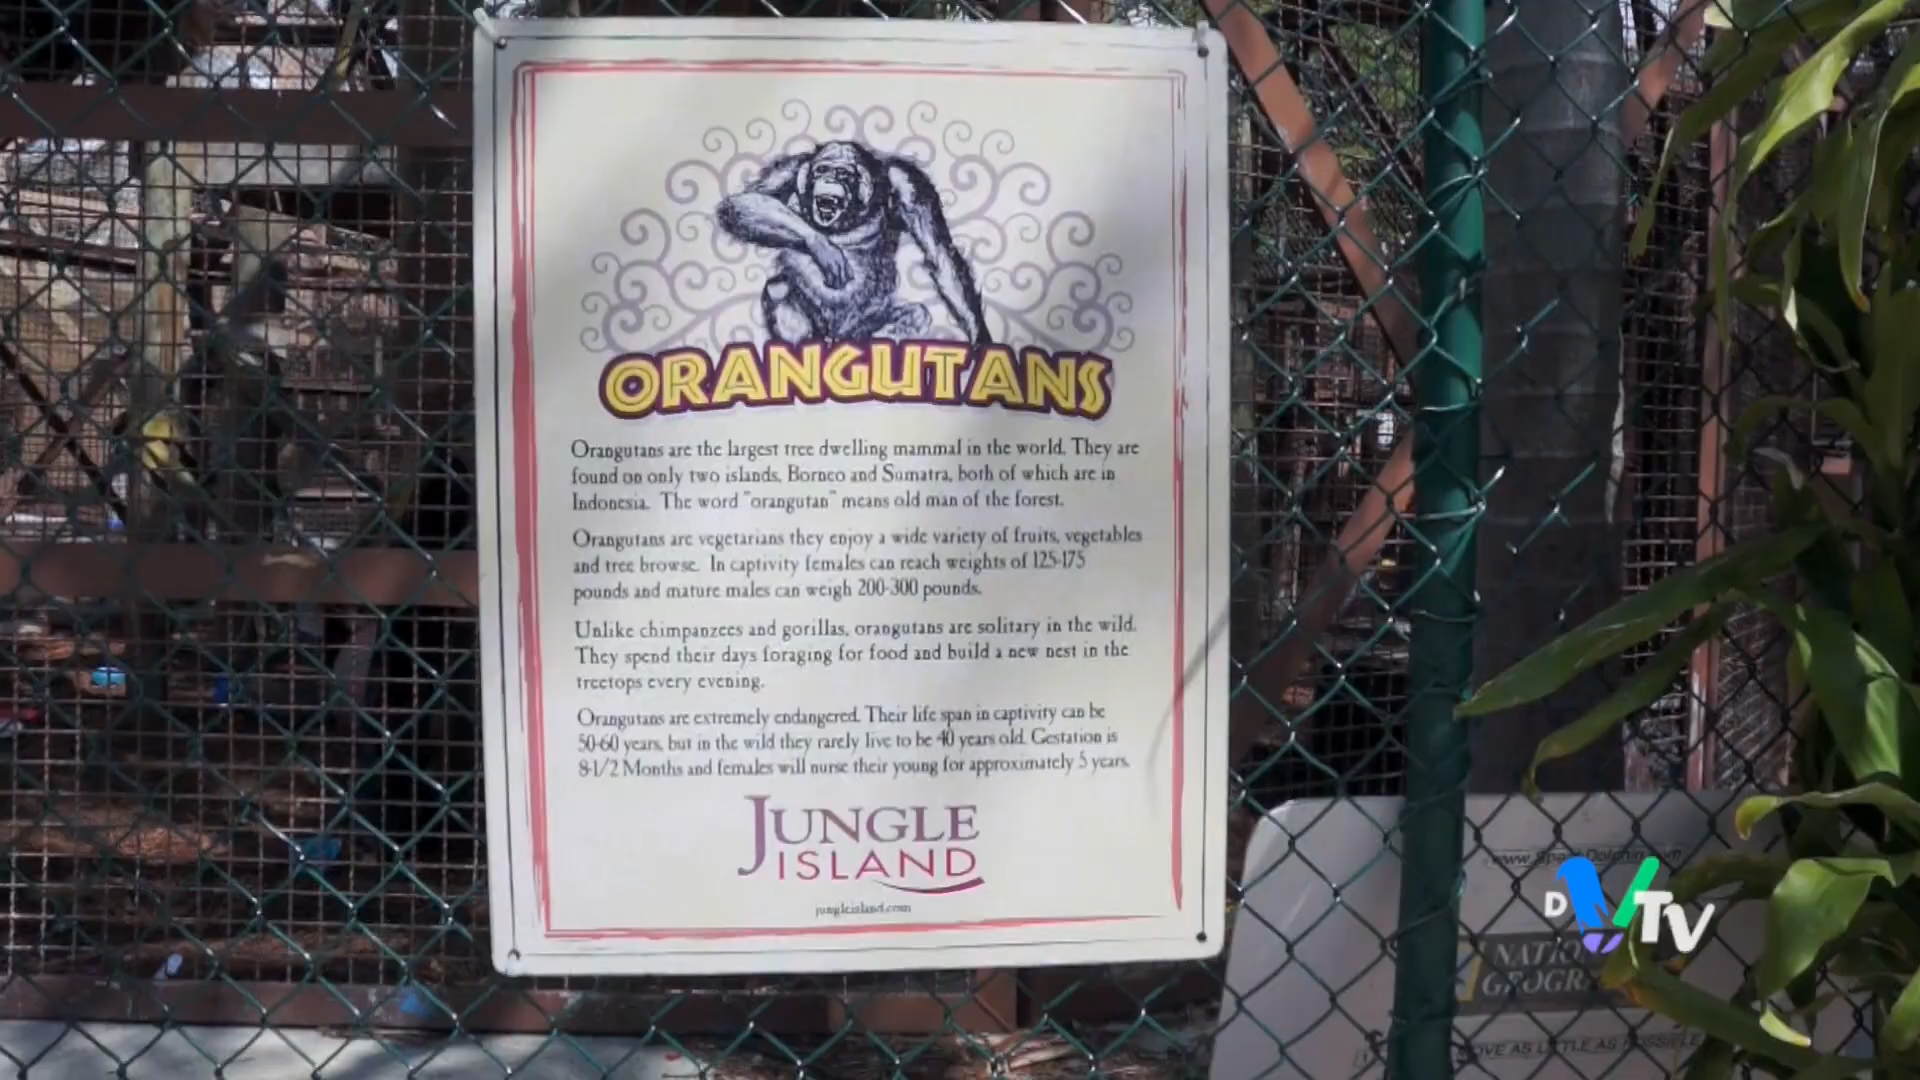 ORANGUTANS
Orangutans are the largest tree dwelling mammal in the world. They are
found on only two islands, Borneo and Sumatra, both of which are in
Indonesia. The word "orangutan" means old man of the forest.
Orangutans are vegetarians they enjoy a wide variety of fruits, vegetables
and tree browse. In captivity females can reach weights of 125-175
pounds and mature males can weigh 200-300 pounds.
Unlike chimpanzees and gorillas, orangutans are solitary in the wild.
They spend their days foraging for food and build a new nest in the
treetops every evening.
Orangutans are extremely endangered. Their life span in captivity can be
50-60 years, but in the wild they rarely live to be 40 years old. Gestation is
8-1/2 Months and females will nurse their young for approximately 5 years.
JUNGLE
ISLAND
jungleisland.com
DVTV
AS LITTLE AS POSSIBLE